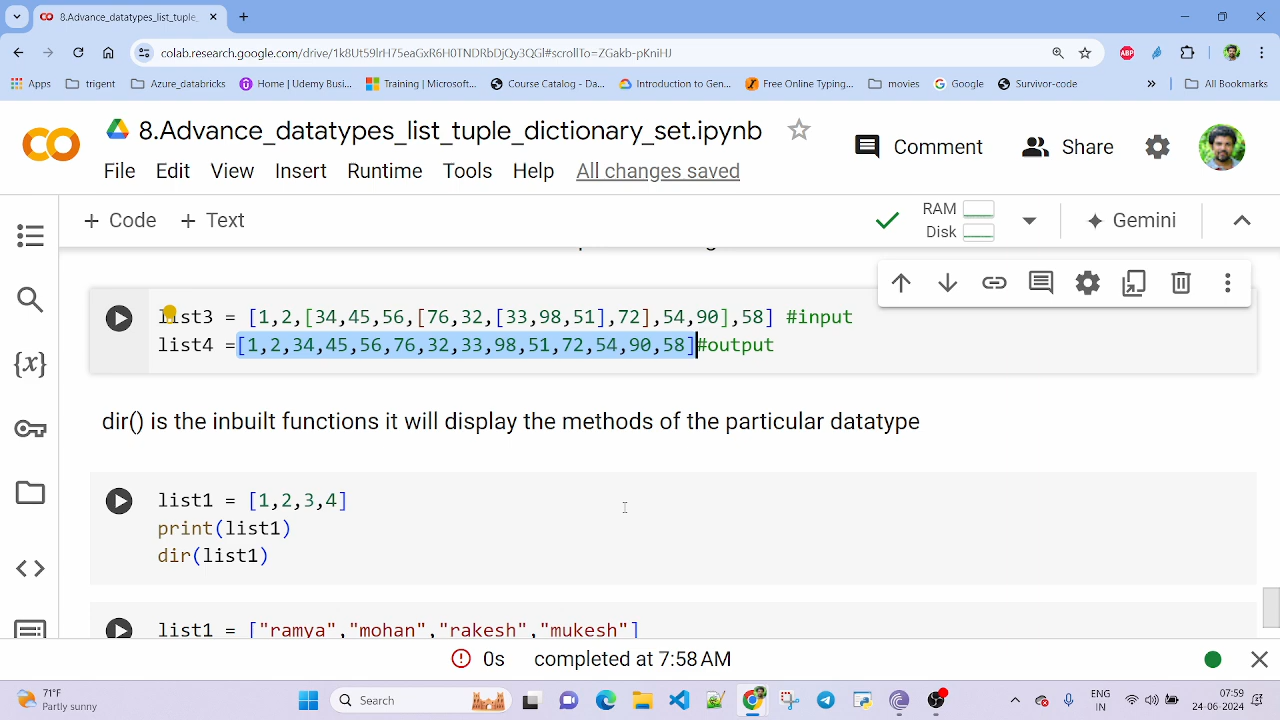 8.Advance_datatypes_list_tuple_
colab.research.google.com/drive/1k8Ut59lrH75eaGxR6H0TNDRbDjQy3QGl#scrollTo=ZGakb-pKniHJ
Apps trigent Azure databricks Home | Udemy Busi... Training | Microsoft... Course Catalog - Da... Introduction to Gen... Free Online Typing... movies Google Survivor-code » All Bookmarks
8.Advance_datatypes_list_tuple_dictionary_set.ipynb
Comment Share
File Edit View Insert Runtime Tools Help All changes saved
+ Code + Text
RAM
Disk
Gemini
list3 = [1,2,[34,45,56,[76,32,[33,98,51],72],54,90],58] #input
list4 =[1,2,34,45,56,76,32,33,98,51,72,54,90,58]#output
dir() is the inbuilt functions it will display the methods of the particular datatype
list1 = [1,2,3,4]
print(list1)
dir(list1)
list1 = ["ramya","mohan","rakesh","mukesh"]
0s completed at 7:58 AM
71°F
Partly sunny
Search
ENG
IN
07:59
24-06-2024